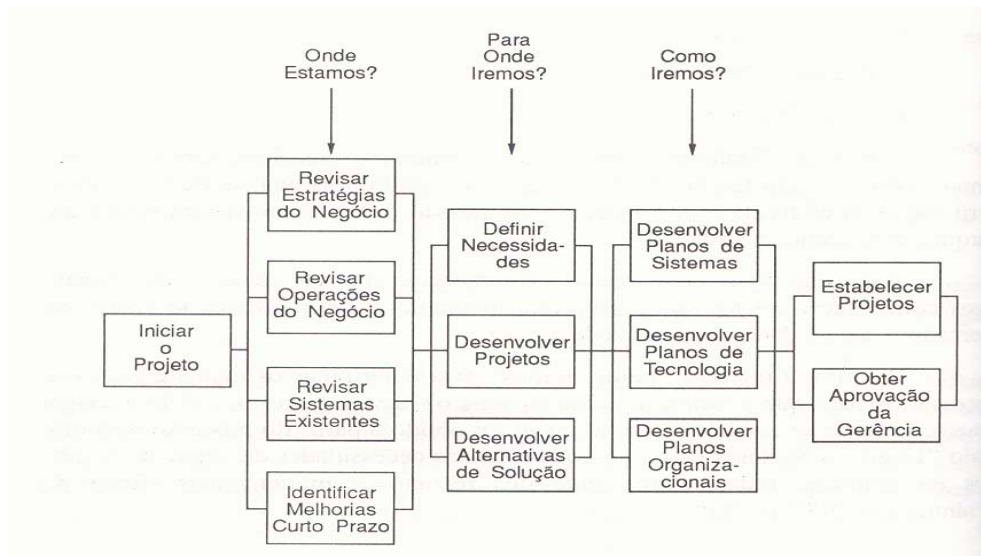 Onde
Estamos?
Para
Onde
Iremos?
Como
Iremos?
Iniciar
o
Projeto
Revisar
Estratégias
do Negócio
Revisar
Operações
do Negócio
Revisar
Sistemas
Existentes
Identificar
Melhorias
Curto Prazo
Definir
Necessida-
des
Desenvolver
Projetos
Desenvolver
Alternativas
de Solução
Desenvolver
Planos de
Sistemas
Desenvolver
Planos de
Tecnologia
Desenvolver
Planos
Organiza-
cionais
Estabelecer
Projetos
Obter
Aprovação
da
Gerência